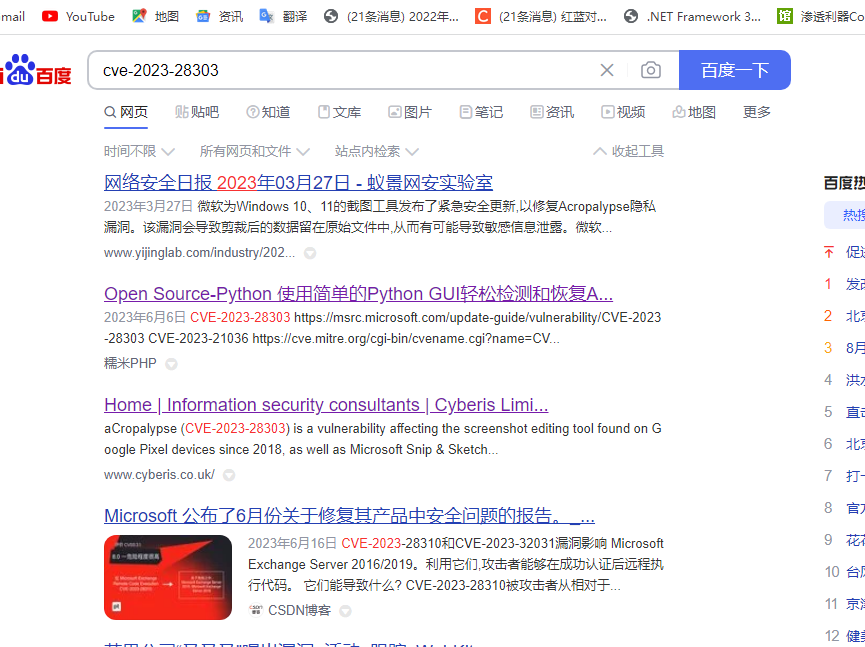 mail YouTube 地图 资讯 翻译 (21条消息) 2022年... (21条消息) 红蓝对... .NET Framework 3... 渗透利器Co
du 百度 cve-2023-28303 百度一下
网页 贴吧 知道 文库 图片 笔记 资讯 视频 地图 更多
时间不限 所有网页和文件 站点内检索 收起工具
网络安全日报 2023年03月27日 - 蚁景网安实验室
2023年3月27日 微软为Windows 10、11的截图工具发布了紧急安全更新,以修复Acropalypse隐私
漏洞。该漏洞会导致剪裁后的数据留在原始文件中,从而有可能导致敏感信息泄露。微软...
www.yijinglab.com/industry/202...
Open Source-Python 使用简单的Python GUI轻松检测和恢复A...
2023年6月6日 CVE-2023-28303 https://msrc.microsoft.com/update-guide/vulnerability/CVE-2023
-28303 CVE-2023-21036 https://cve.mitre.org/cgi-bin/cvename.cgi?name=CV...
糯米PHP
Home | Information security consultants | Cyberis Limi...
aCropalypse (CVE-2023-28303) is a vulnerability affecting the screenshot editing tool found on G
oogle Pixel devices since 2018, as well as Microsoft Snip & Sketch...
www.cyberis.co.uk/
Microsoft 公布了6月份关于修复其产品中安全问题的报告。_...
2023年6月16日 CVE-2023-28310和CVE-2023-32031漏洞影响 Microsoft
Exchange Server 2016/2019。利用它们,攻击者能够在成功认证后远程执
行代码。 它们能导致什么? CVE-2023-28310被攻击者从相对于...
CSDN博客
百度热
热搜
促进
1 发改
2 北京
3 8月
4 洪水
5 直击
6 北京
7 打一
8 官方
9 花
10 台风
11 京津
12 健